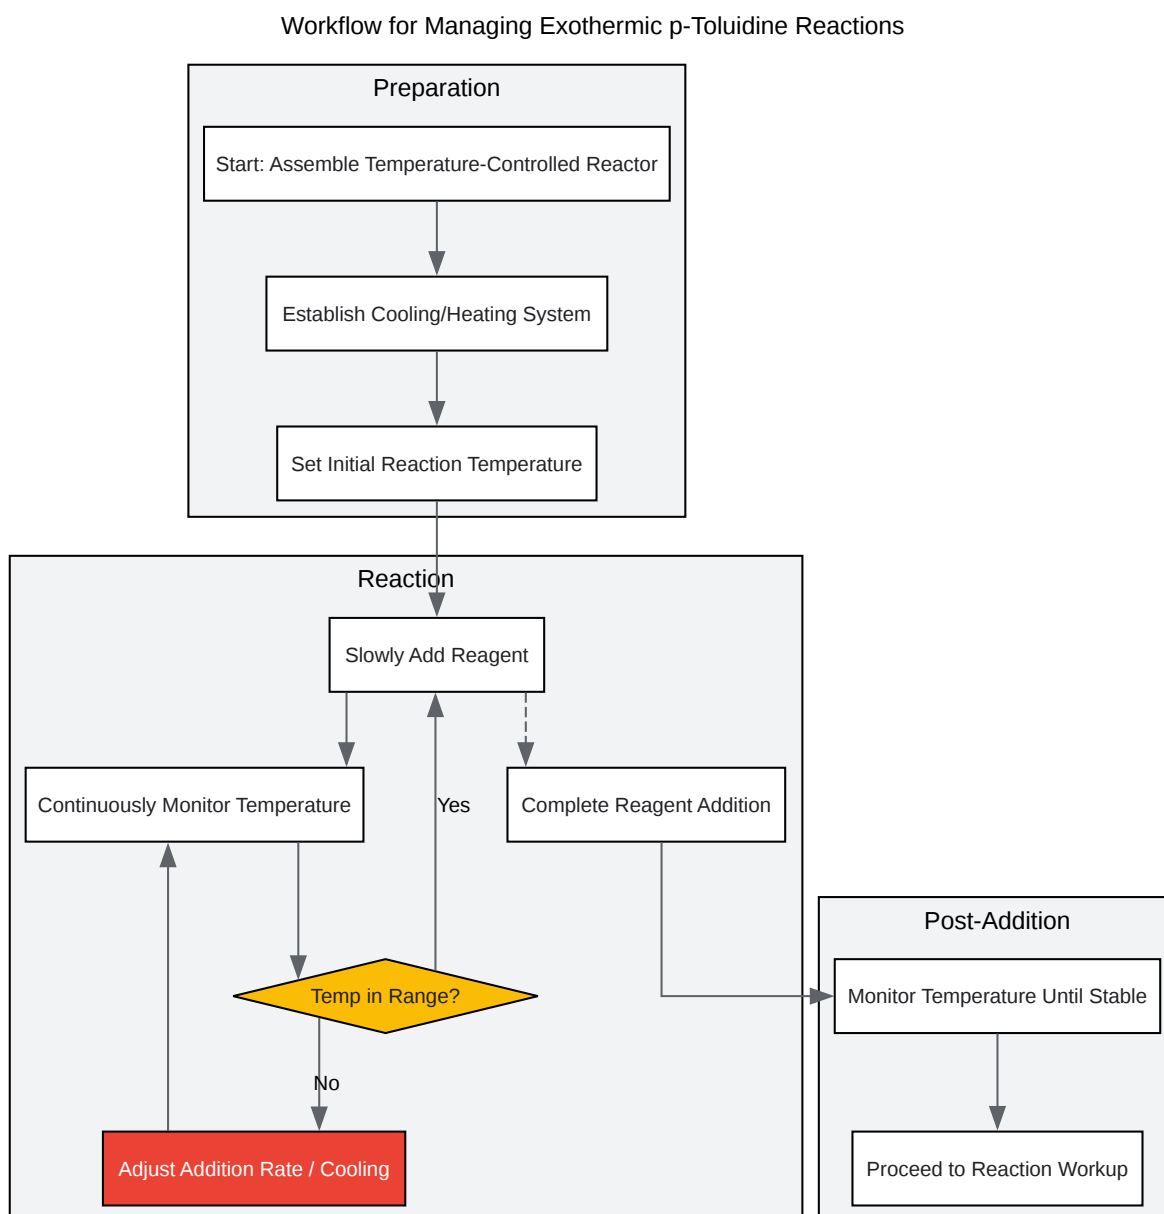 Workflow for Managing Exothermic p-Toluidine Reactions
Preparation
Start: Assemble Temperature-Controlled Reactor
Establish Cooling/Heating System
Set Initial Reaction Temperature
Reaction
Slowly Add Reagent
Continuously Monitor Temperature
Yes
Complete Reagent Addition
Temp in Range?
No
Adjust Addition Rate / Cooling
Post-Addition
Monitor Temperature Until Stable
Proceed to Reaction Workup